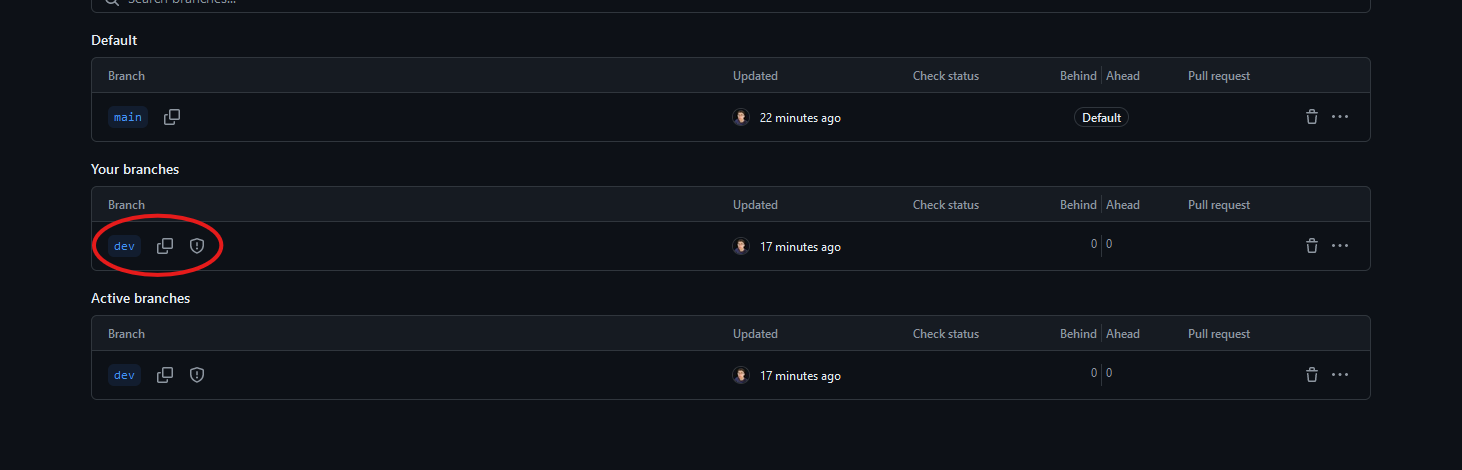 Search branches...
Default
Branch Updated Check status Behind Ahead Pull request
main 22 minutes ago Default
Your branches
Branch Updated Check status Behind Ahead Pull request
dev 17 minutes ago 0 0
Active branches
Branch Updated Check status Behind Ahead Pull request
dev 17 minutes ago 0 0